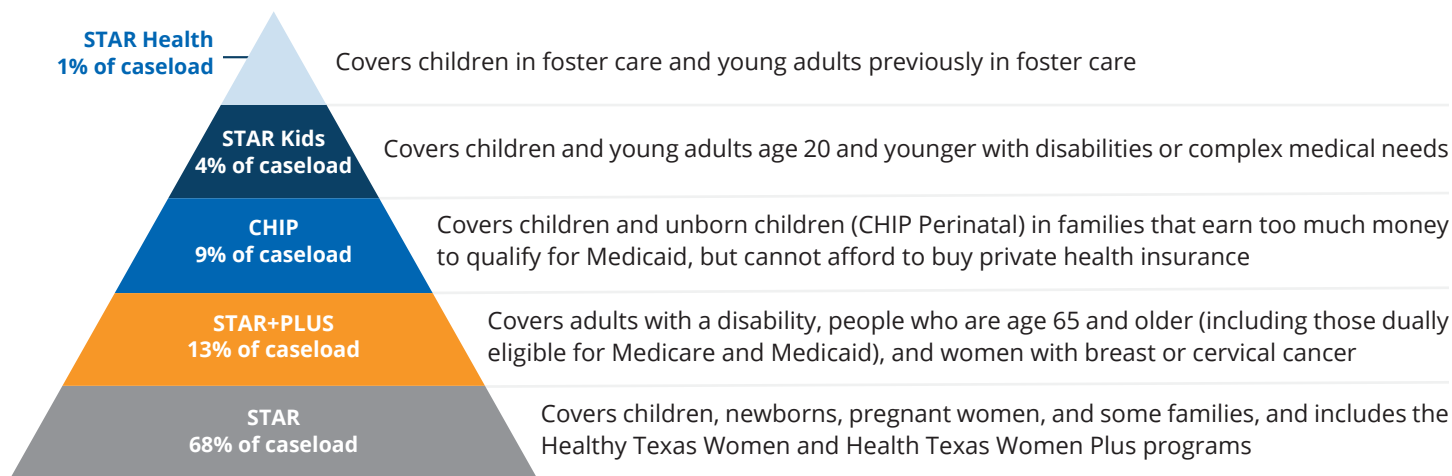 STAR Health
1% of caseload
Covers children in foster care and young adults previously in foster care
STAR Kids
4% of caseload
Covers children and young adults age 20 and younger with disabilities or complex medical needs
CHIP
9% of caseload
Covers children and unborn children (CHIP Perinatal) in families that earn too much money
to qualify for Medicaid, but cannot afford to buy private health insurance
STAR+PLUS
13% of caseload
Covers adults with a disability, people who are age 65 and older (including those dually
eligible for Medicare and Medicaid), and women with breast or cervical cancer
STAR
68% of caseload
Covers children, newborns, pregnant women, and some families, and includes the
Healthy Texas Women and Health Texas Women Plus programs